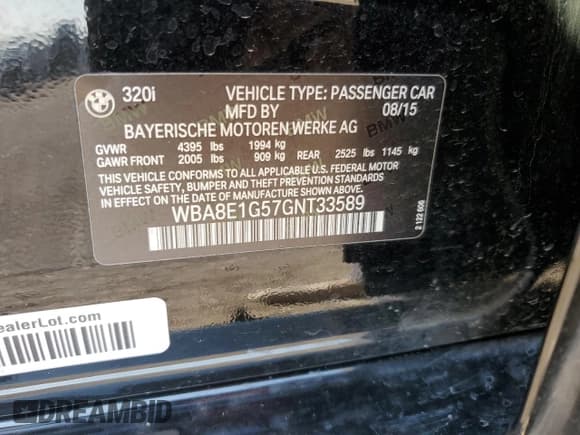 320i VEHICLE TYPE: PASSENGER CAR
MFD BY 08/15
BAYERISCHE MOTOREN WERKE AG
GVWR 4395 lbs 1994 kg
GAWR FRONT 2005 lbs 909 kg REAR 2525 lbs 1145 kg
THIS VEHICLE CONFORMS TO ALL APPLICABLE U.S. FEDERAL MOTOR
VEHICLE SAFETY, BUMPER, AND THEFT PREVENTION STANDARDS
IN EFFECT ON THE DATE OF MANUFACTURE SHOWN ABOVE.
WBA8E1G57GNT33589
2 122 606
ealerLot.com
DREAMBID